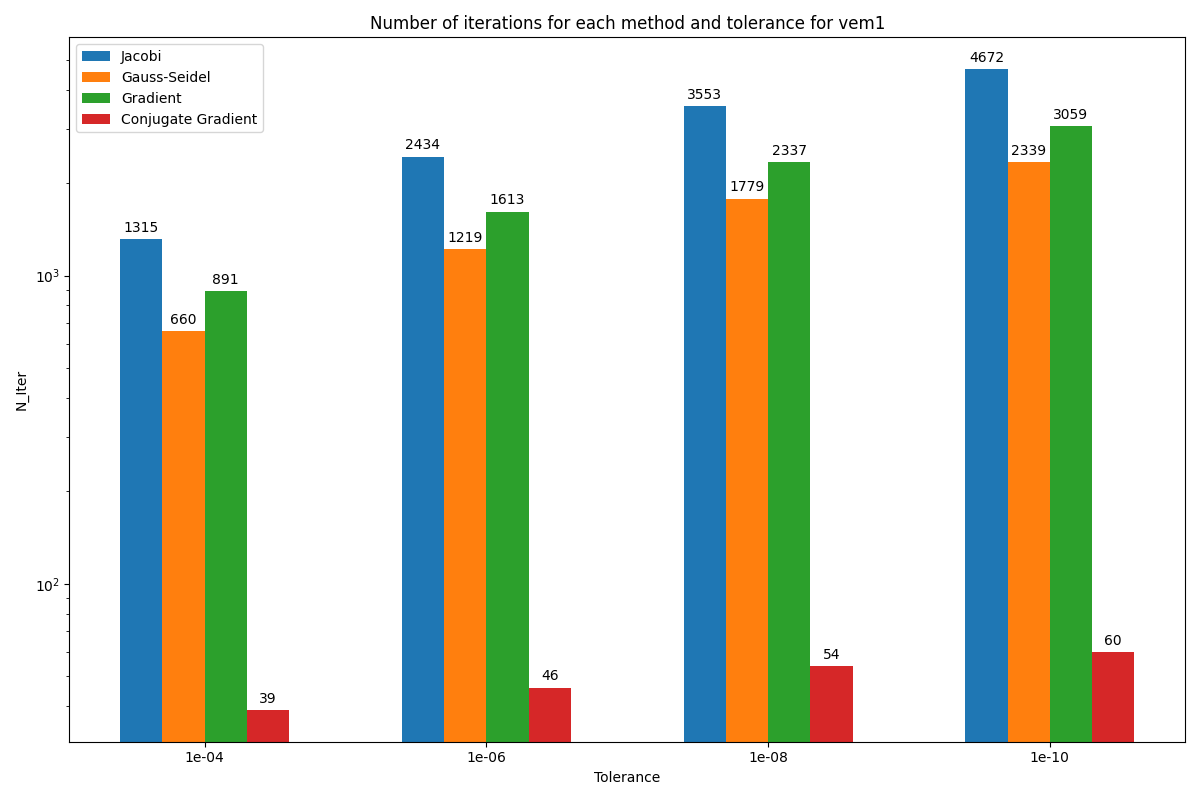 Number of iterations for each method and tolerance for vem1
Jacobi
Gauss-Seidel
Gradient
Conjugate Gradient
N_Iter
10³
10²
1315
660
891
39
2434
1219
1613
46
3553
1779
2337
54
4672
2339
3059
60
1e-04
1e-06
1e-08
1e-10
Tolerance